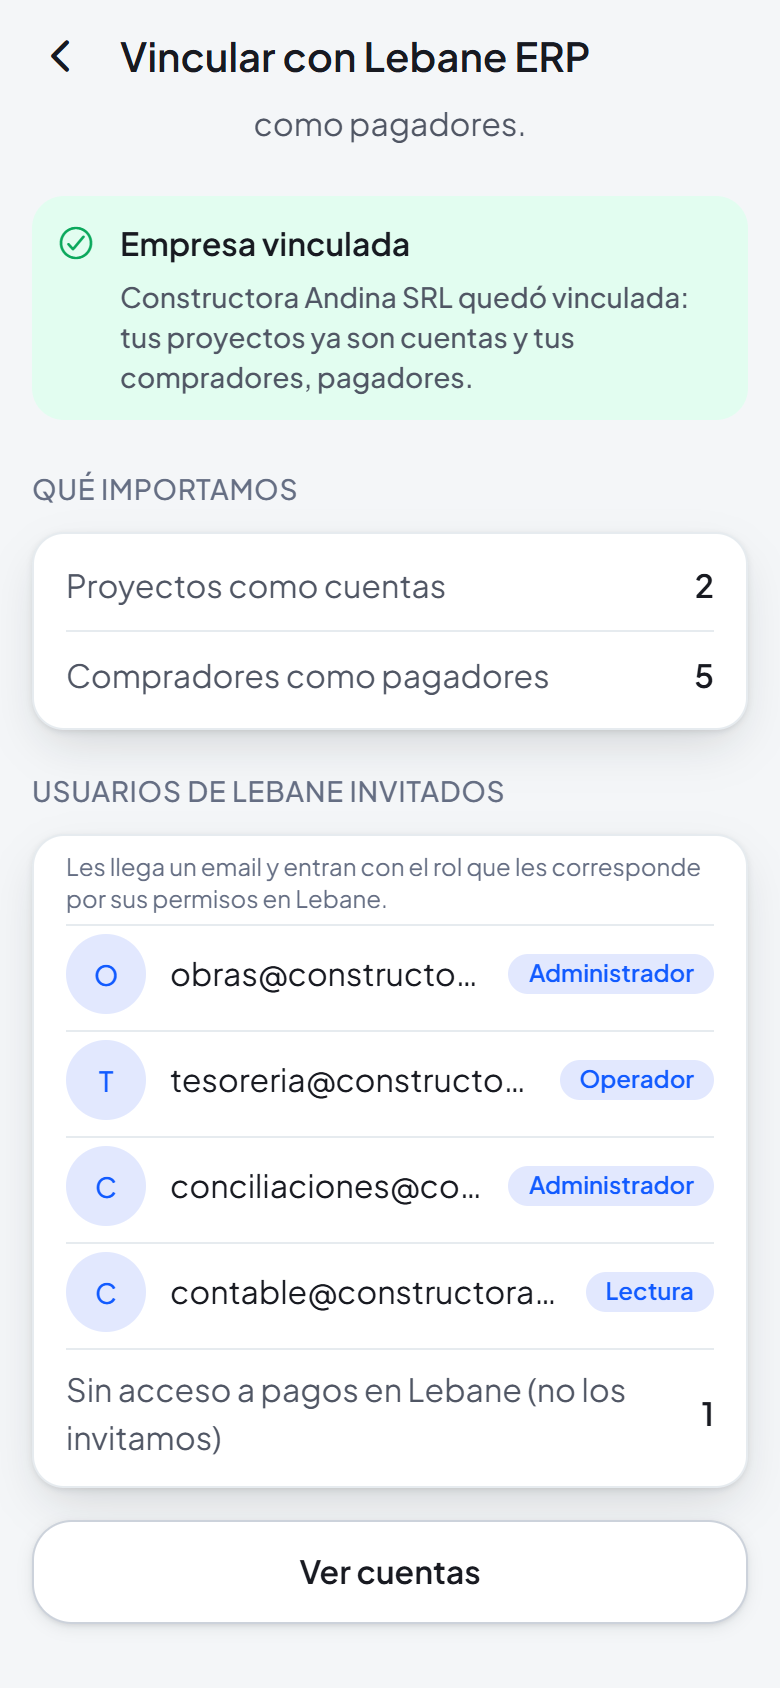 Vincular con Lebane ERP
como pagadores.
Empresa vinculada
Constructora Andina SRL quedó vinculada:
tus proyectos ya son cuentas y tus
compradores, pagadores.
QUÉ IMPORTAMOS
Proyectos como cuentas 2
Compradores como pagadores 5
USUARIOS DE LEBANE INVITADOS
Les llega un email y entran con el rol que les corresponde
por sus permisos en Lebane.
O obras@constructo... Administrador
T tesoreria@constructo... Operador
C conciliaciones@co... Administrador
C contable@constructora... Lectura
Sin acceso a pagos en Lebane (no los
invitamos) 1
Ver cuentas